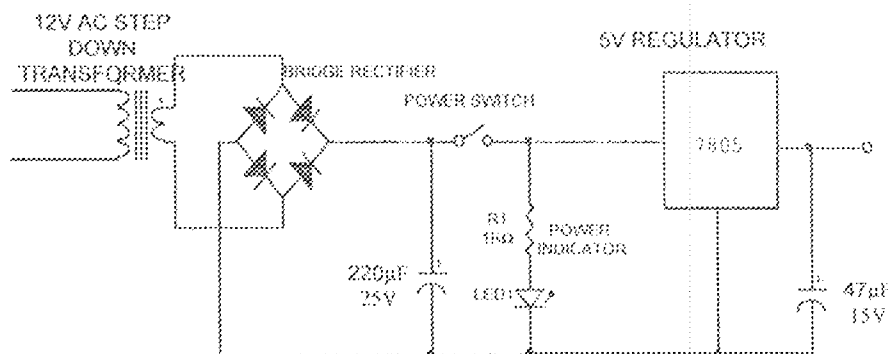 12V AC STEP
DOWN
TRANSFORMER
BRIDGE RECTIFIER
POWER SWITCH
5V REGULATOR
7805
R1
1kΩ
POWER
INDICATOR
220μF
25V
LED1
47μF
15V